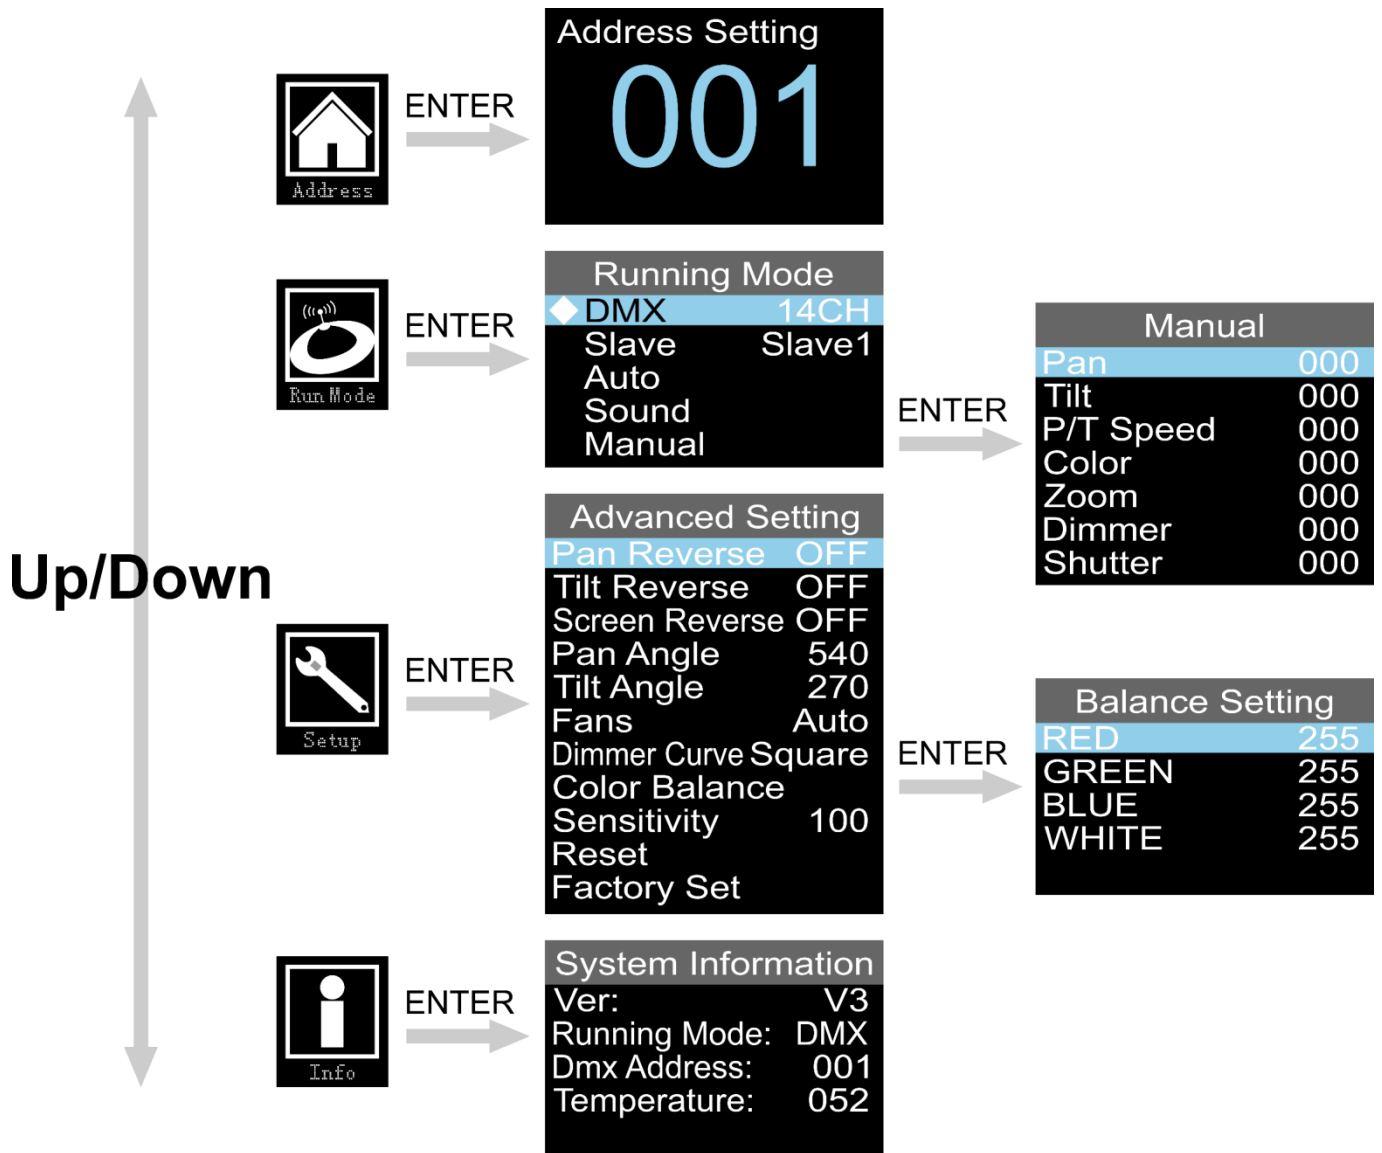 Up/Down
Address
ENTER
Address Setting
001
Run Mode
ENTER
Running Mode
DMX 14CH
Slave Slave1
Auto
Sound
Manual
ENTER
Manual
Pan 000
Tilt 000
P/T Speed 000
Color 000
Zoom 000
Dimmer 000
Shutter 000
Setup
ENTER
Advanced Setting
Pan Reverse OFF
Tilt Reverse OFF
Screen Reverse OFF
Pan Angle 540
Tilt Angle 270
Fans Auto
Dimmer Curve Square
Color Balance
Sensitivity 100
Reset
Factory Set
ENTER
Balance Setting
RED 255
GREEN 255
BLUE 255
WHITE 255
Info
ENTER
System Information
Ver: V3
Running Mode: DMX
Dmx Address: 001
Temperature: 052